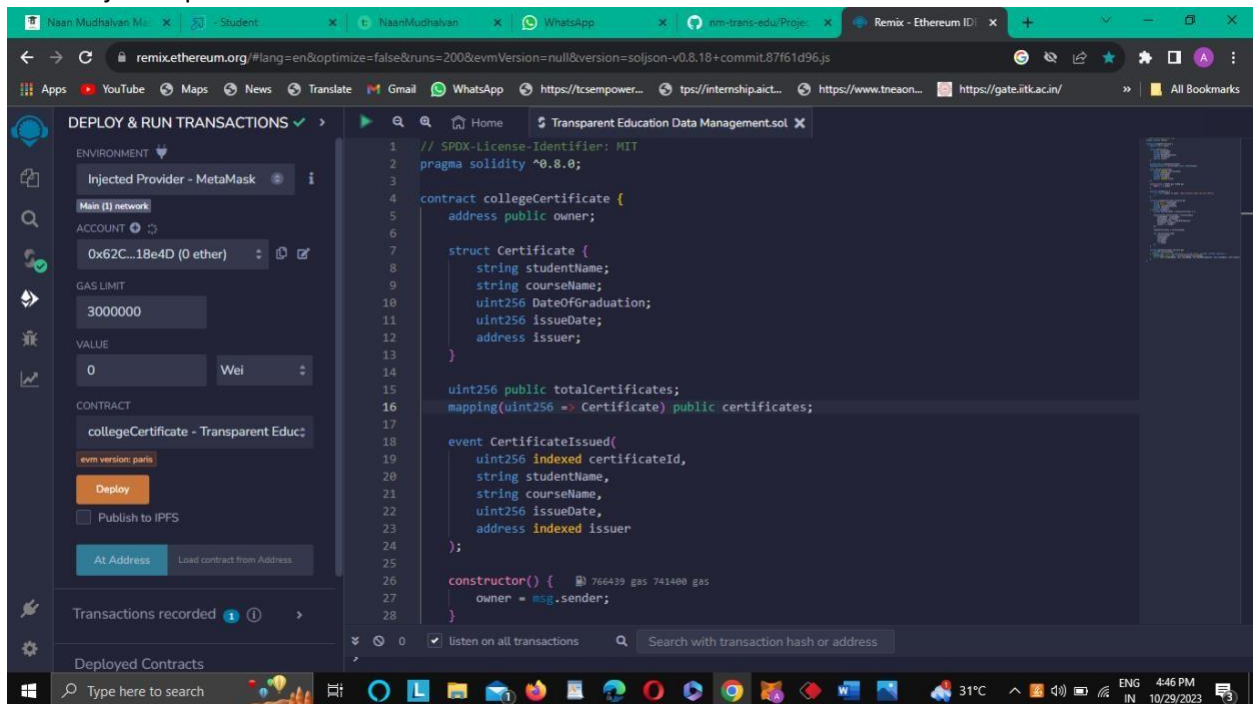 Naan Mudhalvan Ma
- Student
NaanMudhalvan
WhatsApp
nm-trans-edu/Proje
Remix - Ethereum ID
remix.ethereum.org/#lang=en&optimize=false&runs=200&evmVersion=null&version=soljson-v0.8.18+commit.87f61d96.js
Apps YouTube Maps News Translate Gmail WhatsApp https://tcsempower... tps://internship.aict... https://www.tneaon... https://gate.iitk.ac.in/ » All Bookmarks
DEPLOY & RUN TRANSACTIONS
ENVIRONMENT
Injected Provider - MetaMask
Main (1) network
ACCOUNT
0x62C...18e4D (0 ether)
GAS LIMIT
3000000
VALUE
0 Wei
CONTRACT
collegeCertificate - Transparent Educ
evm version: paris
Deploy
Publish to IPFS
At Address Load contract from Address
Transactions recorded 1
Deployed Contracts
Home Transparent Education Data Management.sol
1 // SPDX-License-Identifier: MIT
2 pragma solidity ^0.8.0;
3
4 contract collegeCertificate {
5 address public owner;
6
7 struct Certificate {
8 string studentName;
9 string courseName;
10 uint256 DateOfGraduation;
11 uint256 issueDate;
12 address issuer;
13 }
14
15 uint256 public totalCertificates;
16 mapping(uint256 => Certificate) public certificates;
17
18 event CertificateIssued(
19 uint256 indexed certificateId,
20 string studentName,
21 string courseName,
22 uint256 issueDate,
23 address indexed issuer
24 );
25
26 constructor() { 766439 gas 741400 gas
27 owner = msg.sender;
28 }
0 listen on all transactions Search with transaction hash or address
Type here to search
31°C
ENG
IN
4:46 PM
10/29/2023
3